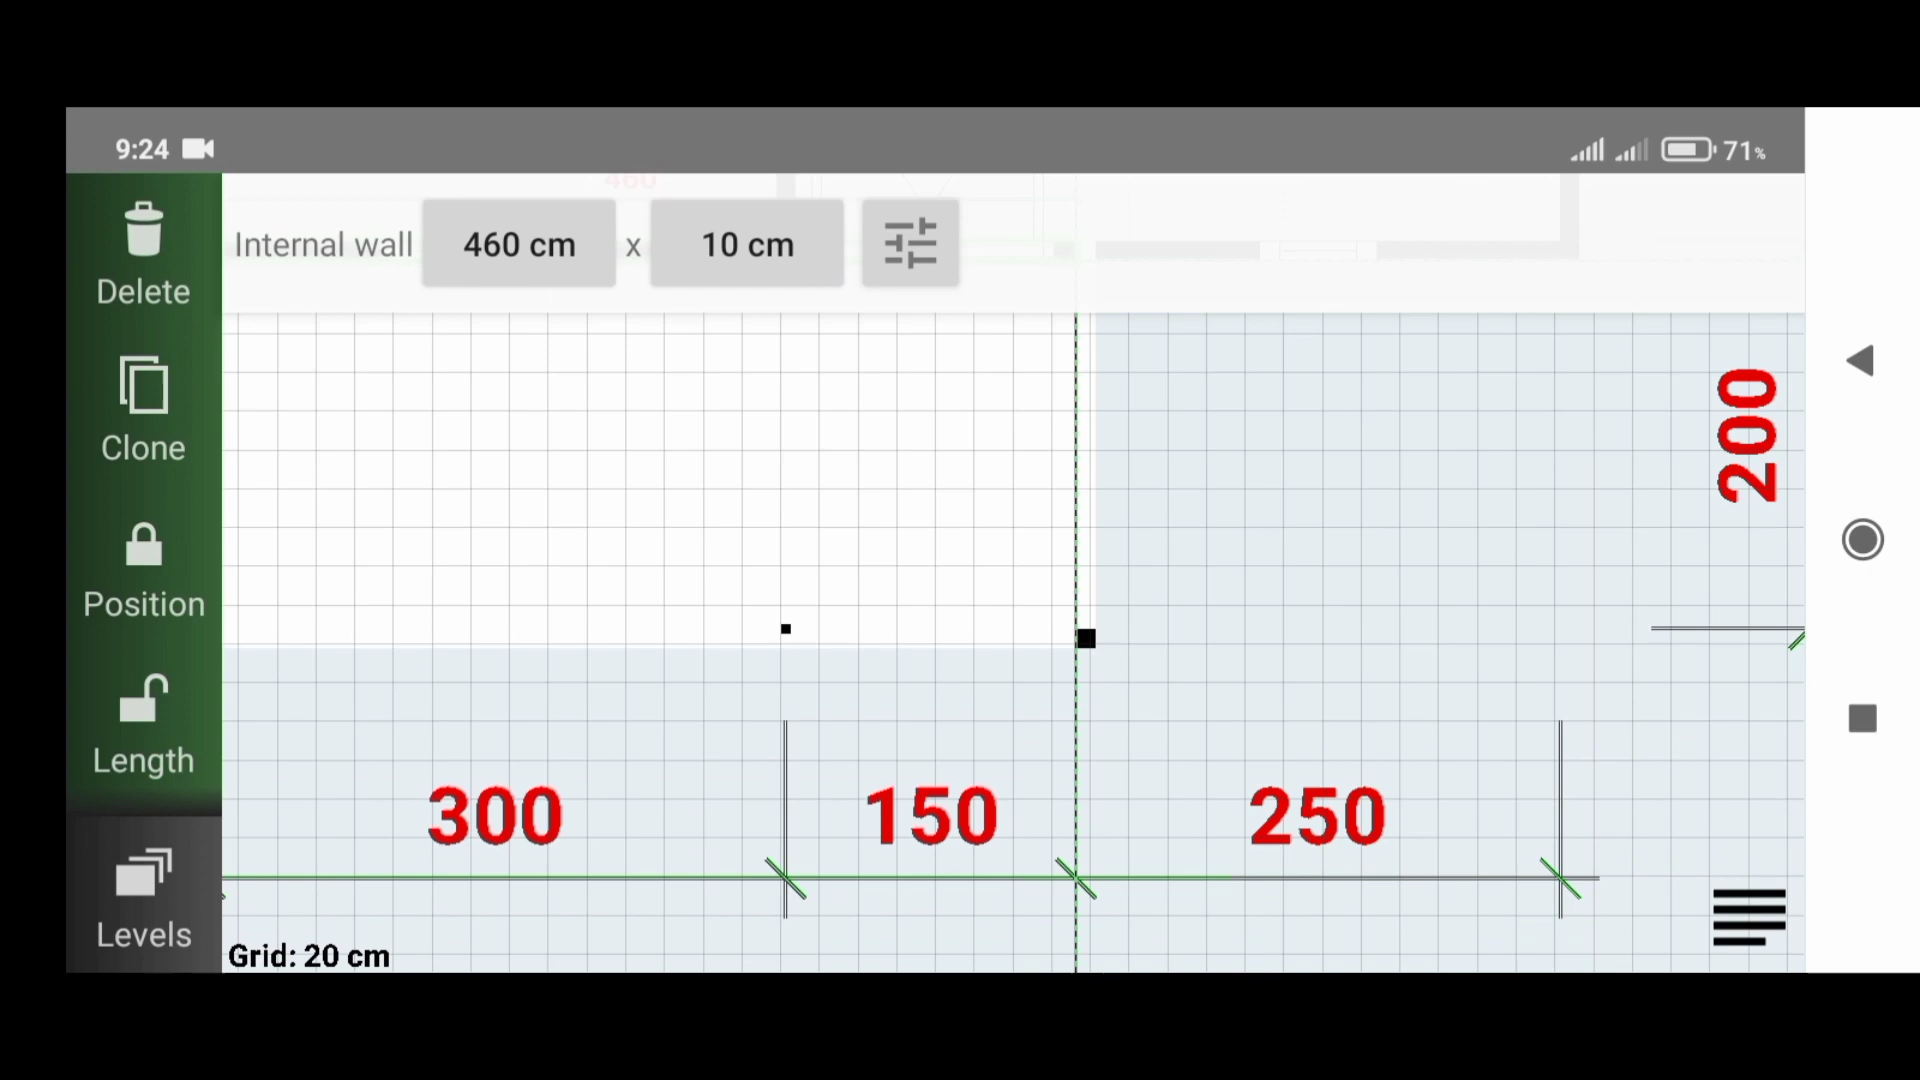 9:24
71%
460
Internal wall 460 cm x 10 cm
Delete
Clone
Position
Length
Levels
200
300 150 250
Grid: 20 cm